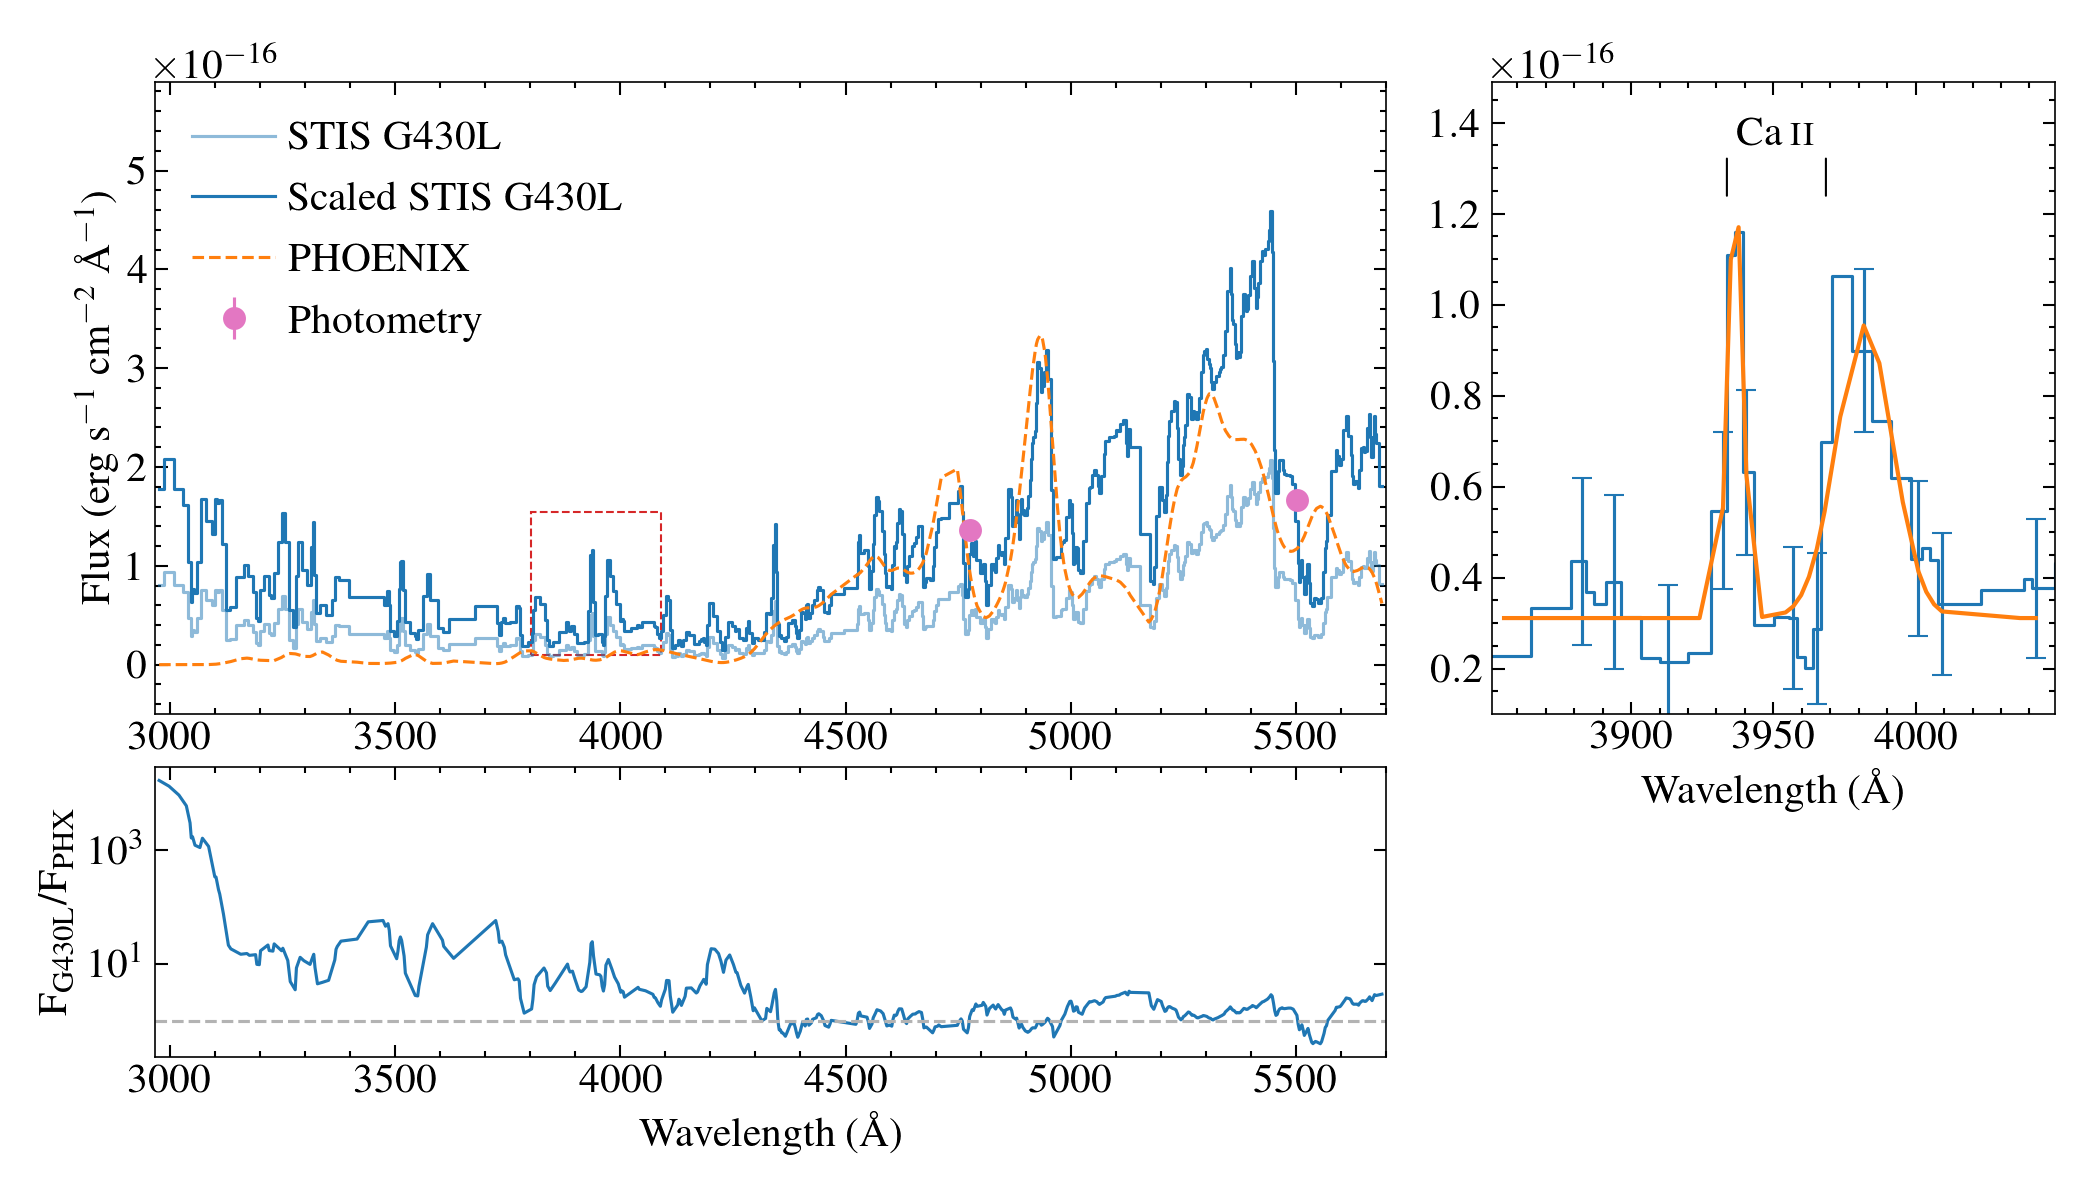 ×10⁻¹⁶
STIS G430L
Scaled STIS G430L
PHOENIX
Photometry
Flux (erg s⁻¹ cm⁻² Å⁻¹)
5
4
3
2
1
0
3000 3500 4000 4500 5000 5500
×10⁻¹⁶
Ca II
1.4
1.2
1.0
0.8
0.6
0.4
0.2
3900 3950 4000
Wavelength (Å)
F_G430L/F_PHX
10³
10¹
3000 3500 4000 4500 5000 5500
Wavelength (Å)